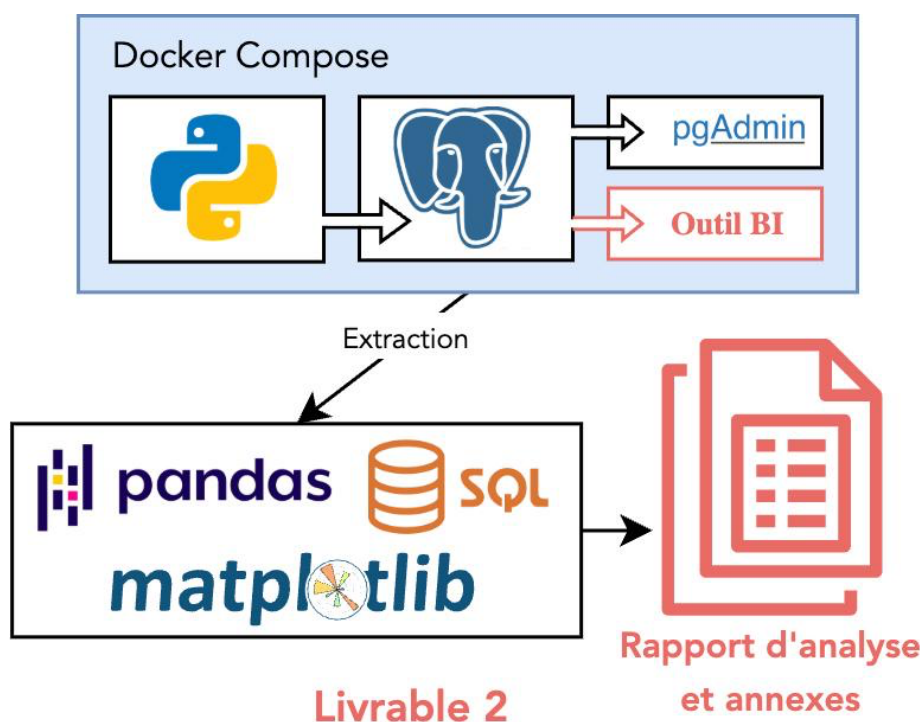 Docker Compose
pgAdmin
Outil BI
Extraction
pandas
SQL
matplotlib
Rapport d'analyse
et annexes
Livrable 2